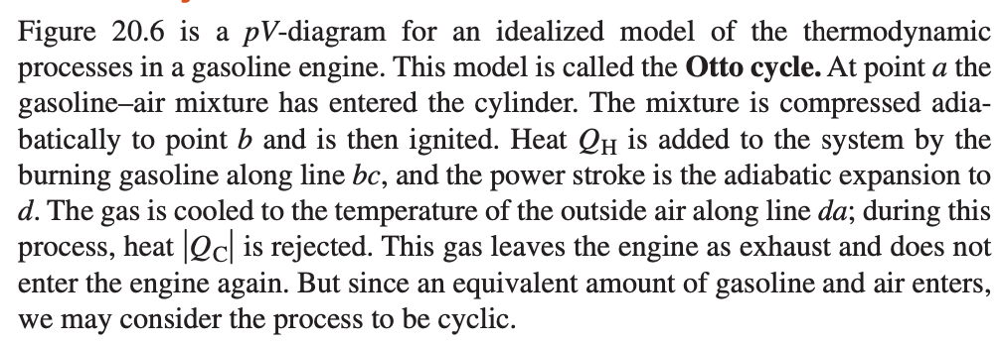 Figure 20.6 is a pV-diagram for an idealized model of the thermodynamic
processes in a gasoline engine. This model is called the Otto cycle. At point a the
gasoline–air mixture has entered the cylinder. The mixture is compressed adia-
batically to point b and is then ignited. Heat Q_H is added to the system by the
burning gasoline along line bc, and the power stroke is the adiabatic expansion to
d. The gas is cooled to the temperature of the outside air along line da; during this
process, heat |Q_C| is rejected. This gas leaves the engine as exhaust and does not
enter the engine again. But since an equivalent amount of gasoline and air enters,
we may consider the process to be cyclic.